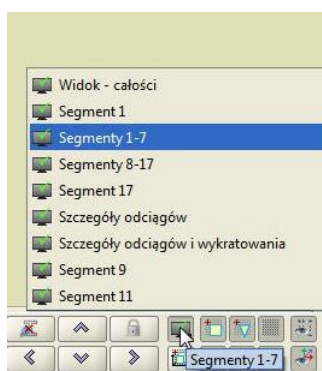 Widok - całości
Segment 1
Segmenty 1-7
Segmenty 8-17
Segment 17
Szczegóły odciągów
Szczegóły odciągów i wykratowania
Segment 9
Segment 11
Segmenty 1-7